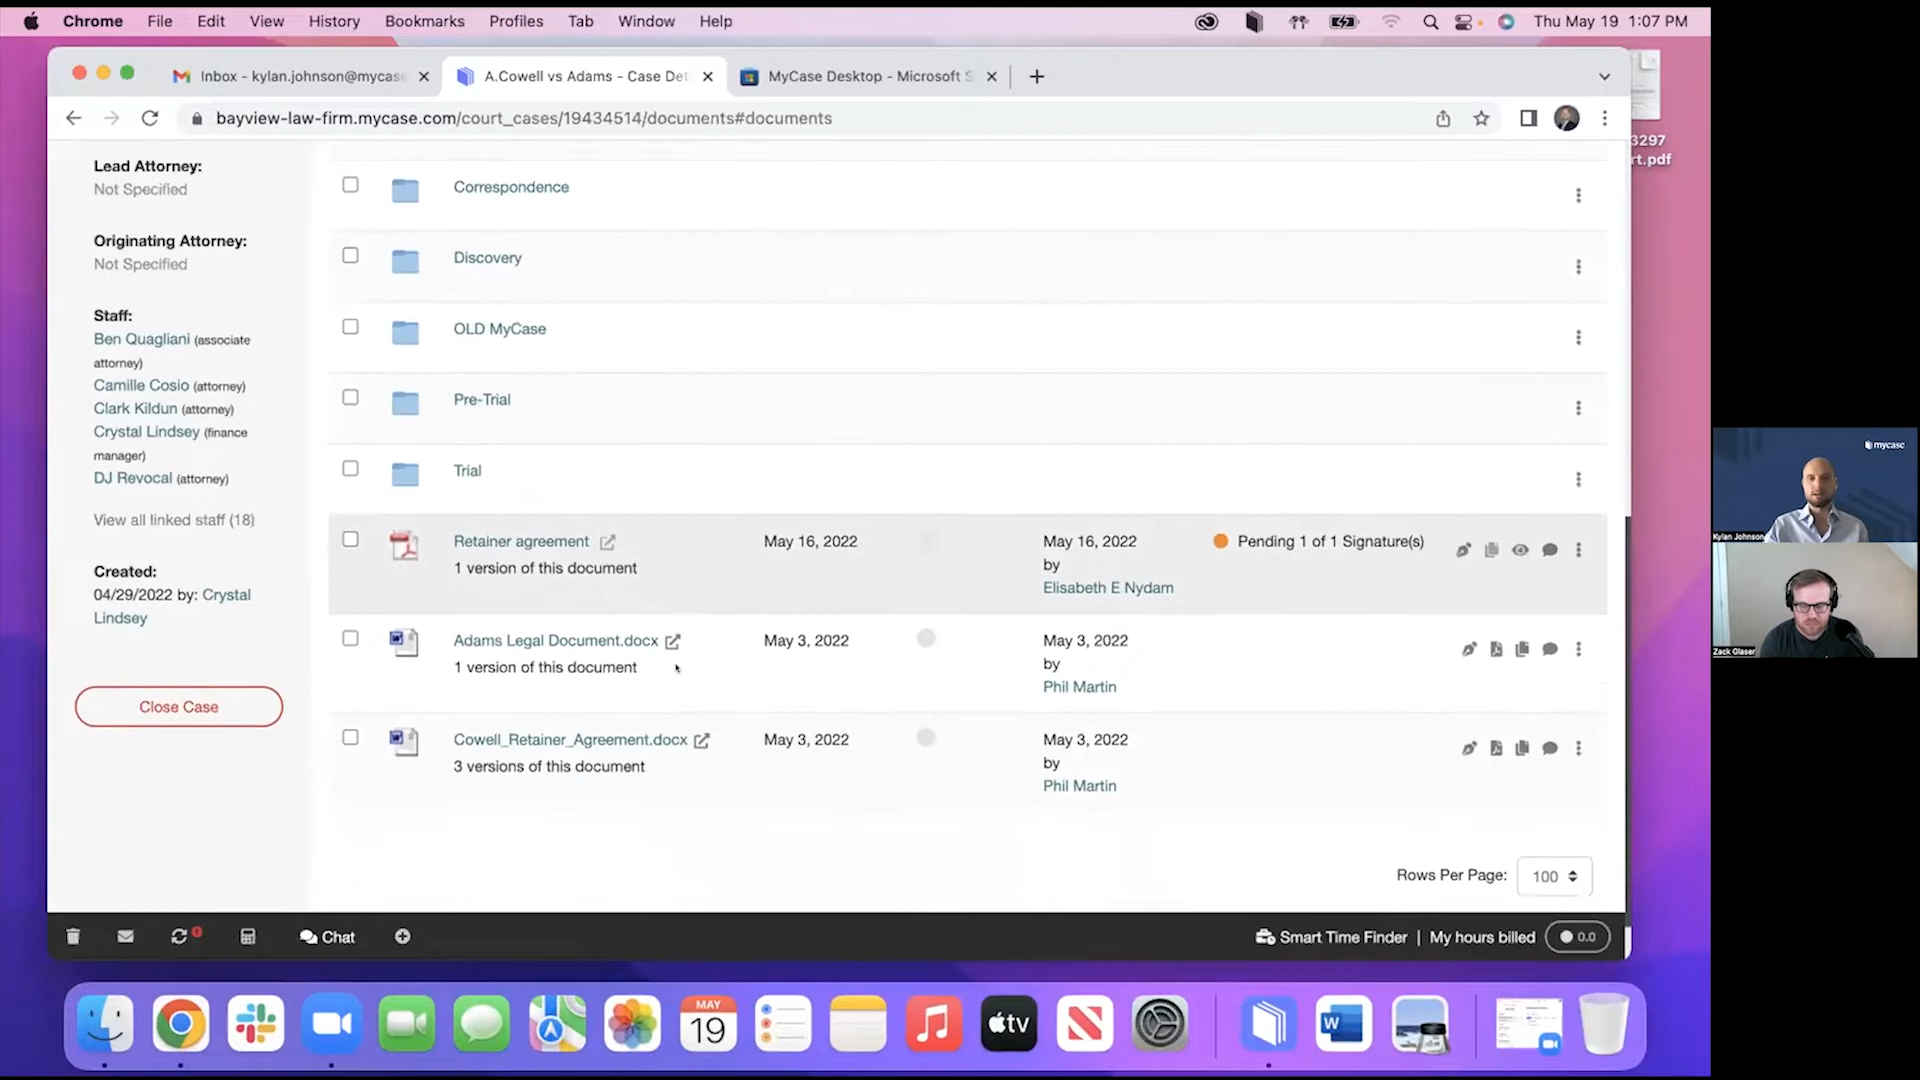 Chrome File Edit View History Bookmarks Profiles Tab Window Help
Thu May 19 1:07 PM
Inbox - kylan.johnson@mycase
A.Cowell vs Adams - Case Det
MyCase Desktop - Microsoft S
bayview-law-firm.mycase.com/court_cases/19434514/documents#documents
3297
rt.pdf
Lead Attorney:
Not Specified
Originating Attorney:
Not Specified
Staff:
Ben Quagliani (associate
attorney)
Camille Cosio (attorney)
Clark Kildun (attorney)
Crystal Lindsey (finance
manager)
DJ Revocal (attorney)
View all linked staff (18)
Created:
04/29/2022 by: Crystal
Lindsey
Close Case
Correspondence
Discovery
OLD MyCase
Pre-Trial
Trial
Retainer agreement
1 version of this document
May 16, 2022
May 16, 2022
by
Elisabeth E Nydam
Pending 1 of 1 Signature(s)
Adams Legal Document.docx
1 version of this document
May 3, 2022
May 3, 2022
by
Phil Martin
Cowell_Retainer_Agreement.docx
3 versions of this document
May 3, 2022
May 3, 2022
by
Phil Martin
Rows Per Page: 100
Chat
Smart Time Finder | My hours billed 0.0
mycase
Kylan Johnson
Zack Glaser
MAY
19
tv
W